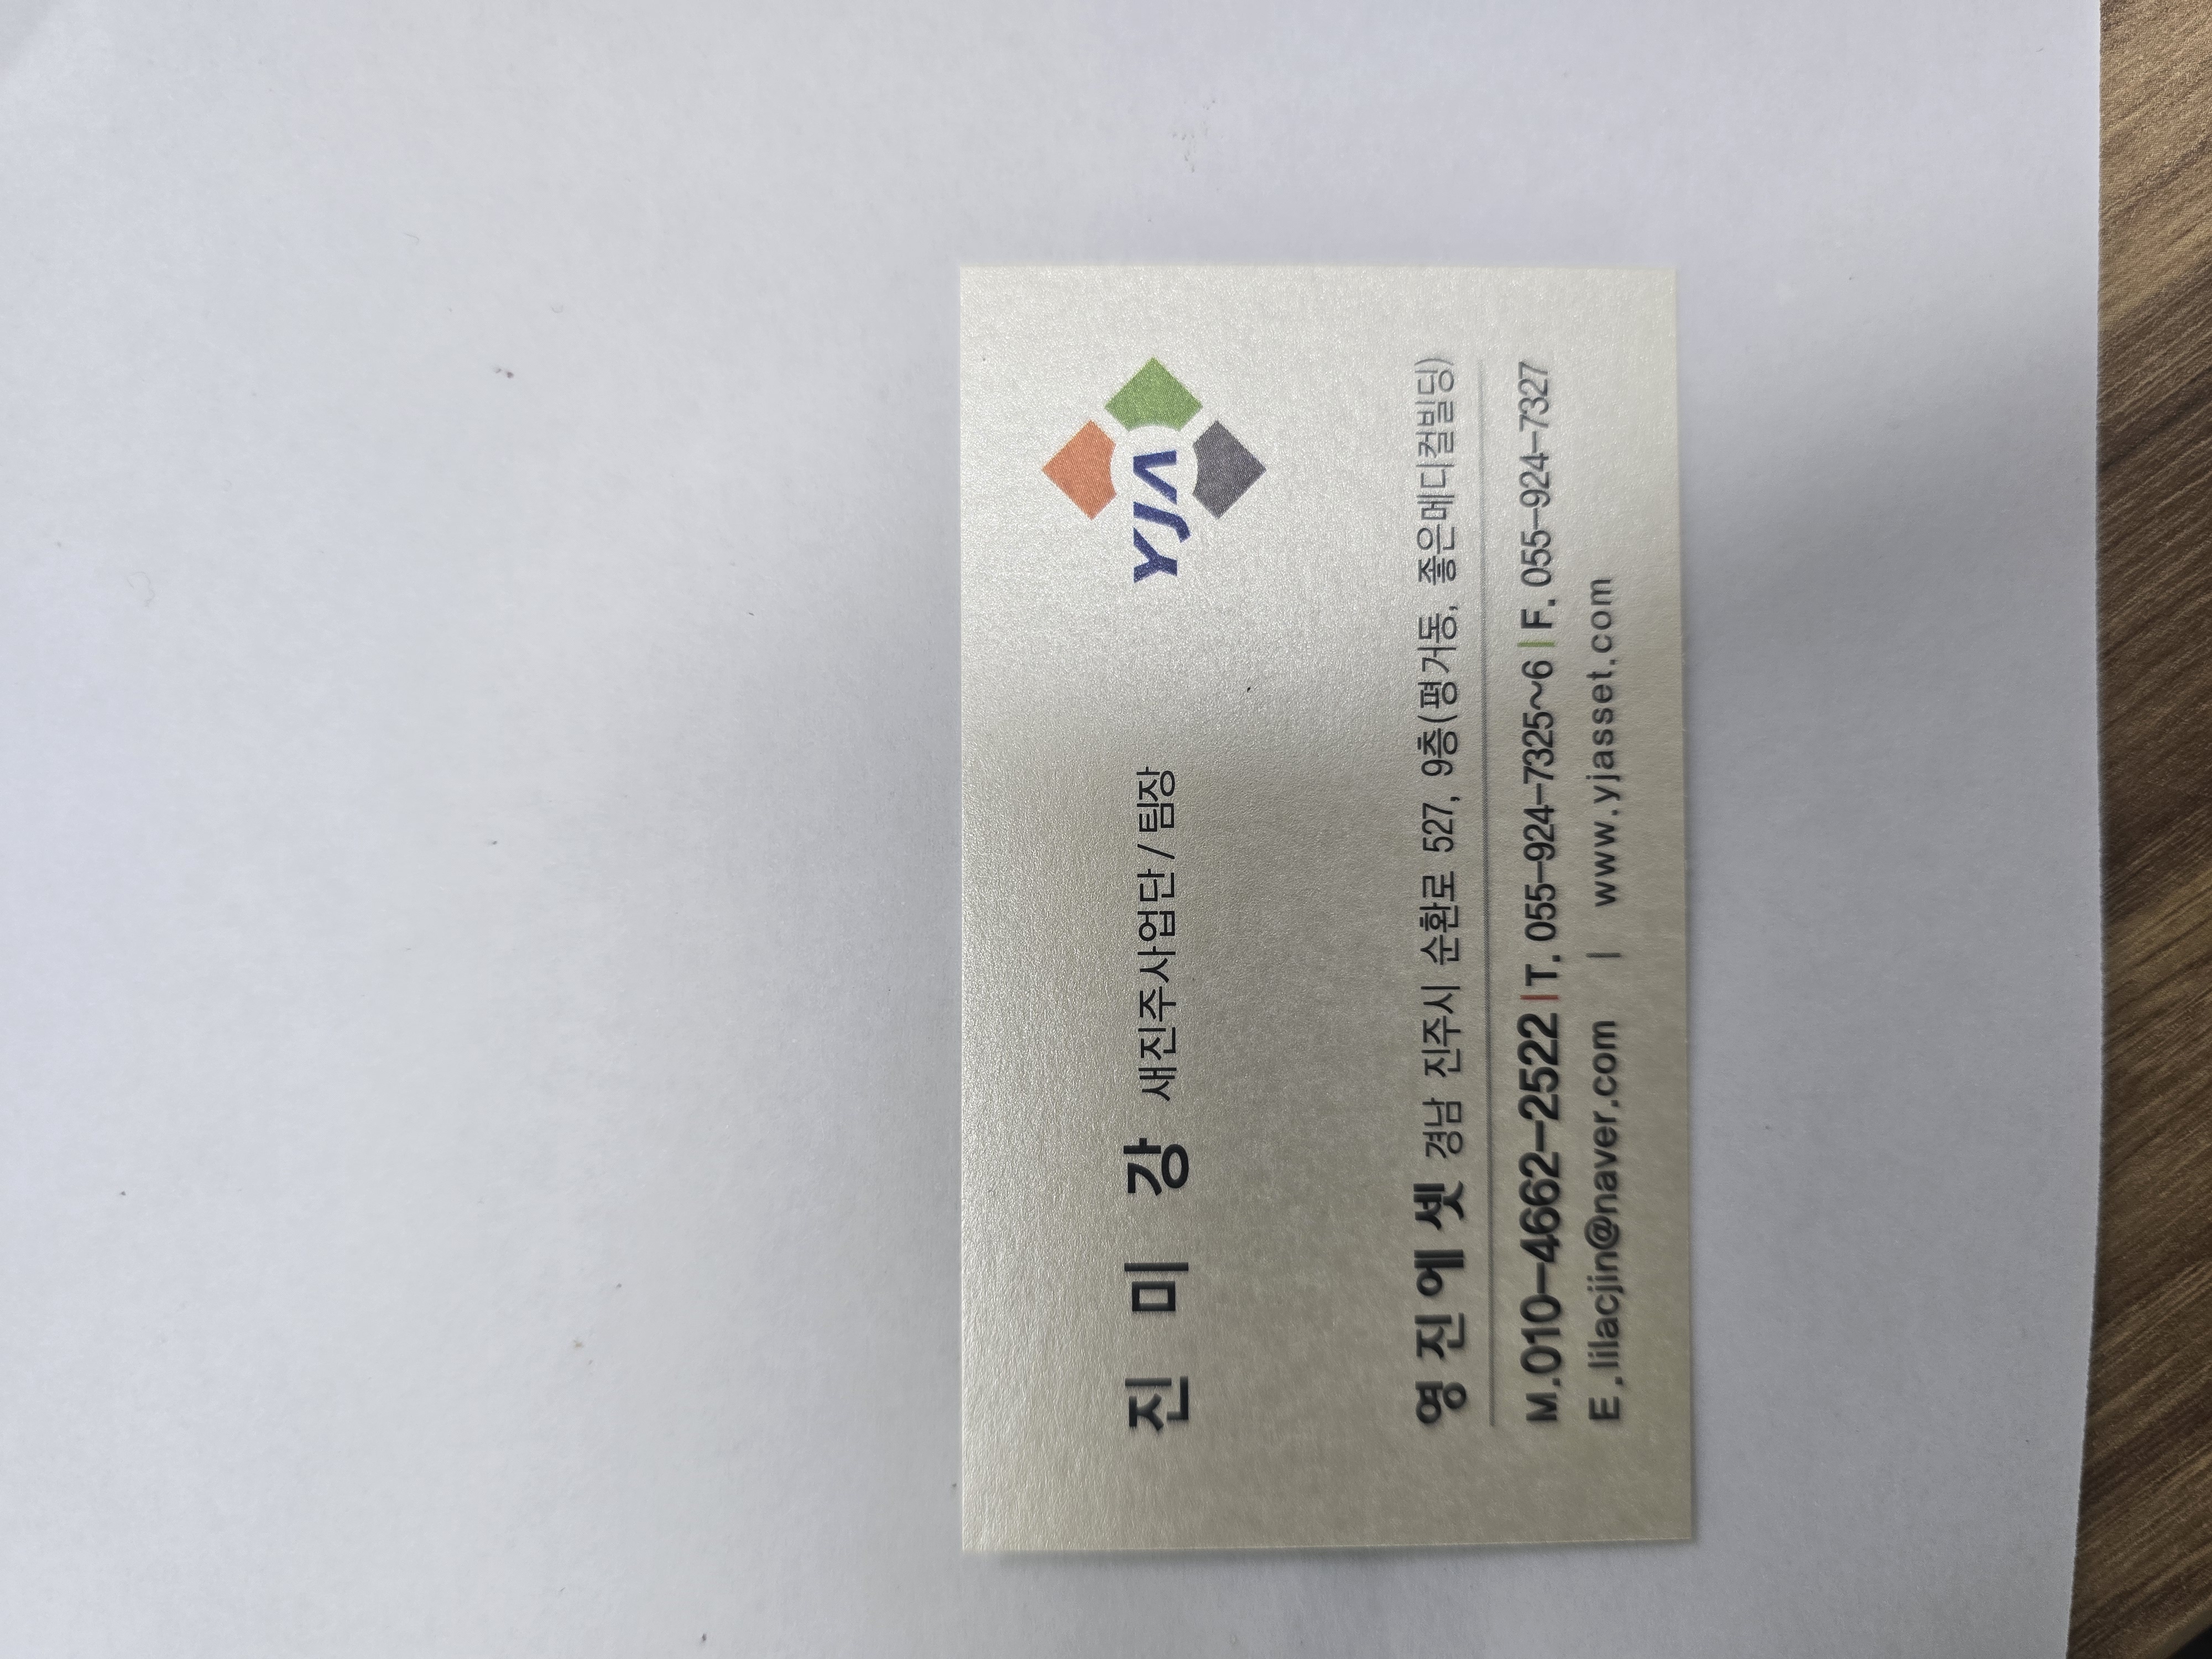 YJA
진 미 강 새진주사업단 / 팀장
영진에셋 경남 진주시 순환로 527, 9층(평거동, 좋은메디컬빌딩)
M.010-4662-2522 | T. 055-924-7325~6 | F. 055-924-7327
E . lilacjin@naver.com | www.yjasset.com